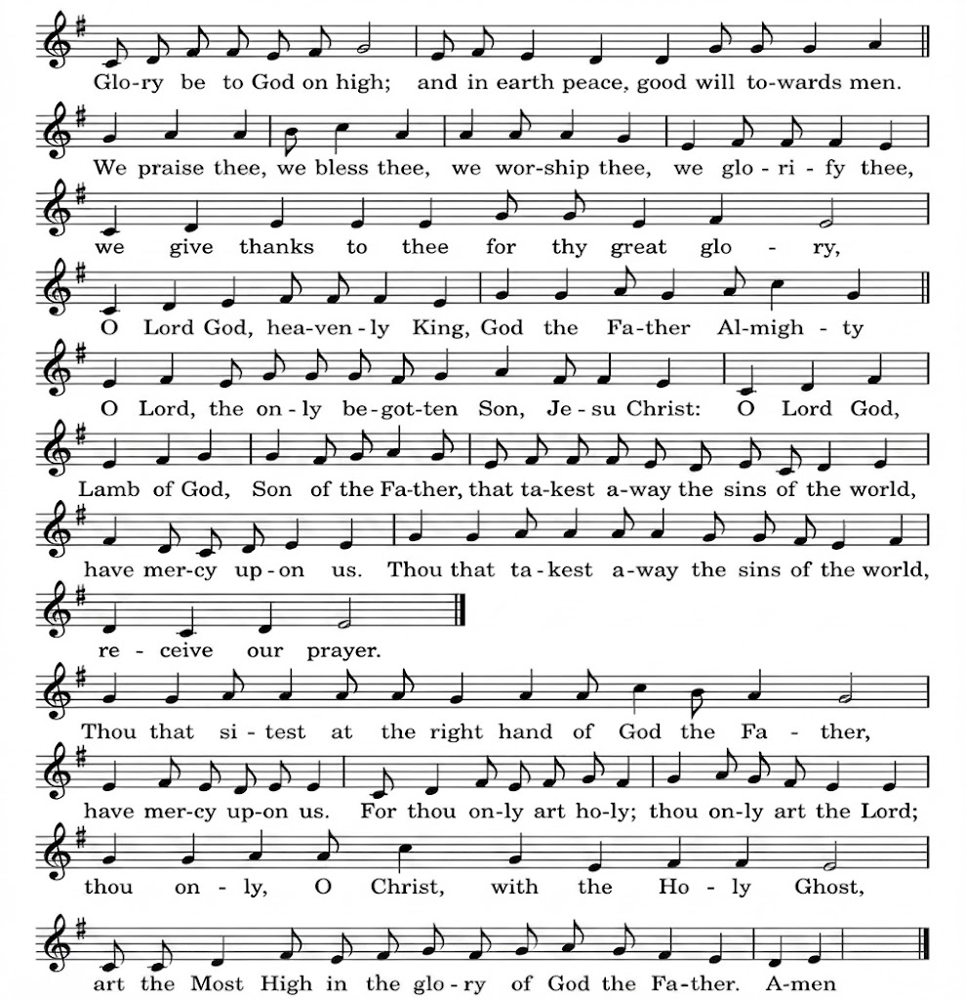 Glo-ry be to God on high; and in earth peace, good will to-wards men.
We praise thee, we bless thee, we wor-ship thee, we glo - ri - fy thee,
we give thanks to thee for thy great glo - ry,
O Lord God, hea-ven - ly King, God the Fa-ther Al-migh - ty
O Lord, the on - ly be-got-ten Son, Je - su Christ: O Lord God,
Lamb of God, Son of the Fa-ther, that ta-kest a-way the sins of the world,
have mer-cy up-on us. Thou that ta - kest a-way the sins of the world,
re - ceive our prayer.
Thou that si - test at the right hand of God the Fa - ther,
have mer-cy up-on us. For thou on-ly art ho-ly; thou on-ly art the Lord;
thou on - ly, O Christ, with the Ho - ly Ghost,
art the Most High in the glo - ry of God the Fa-ther. A-men